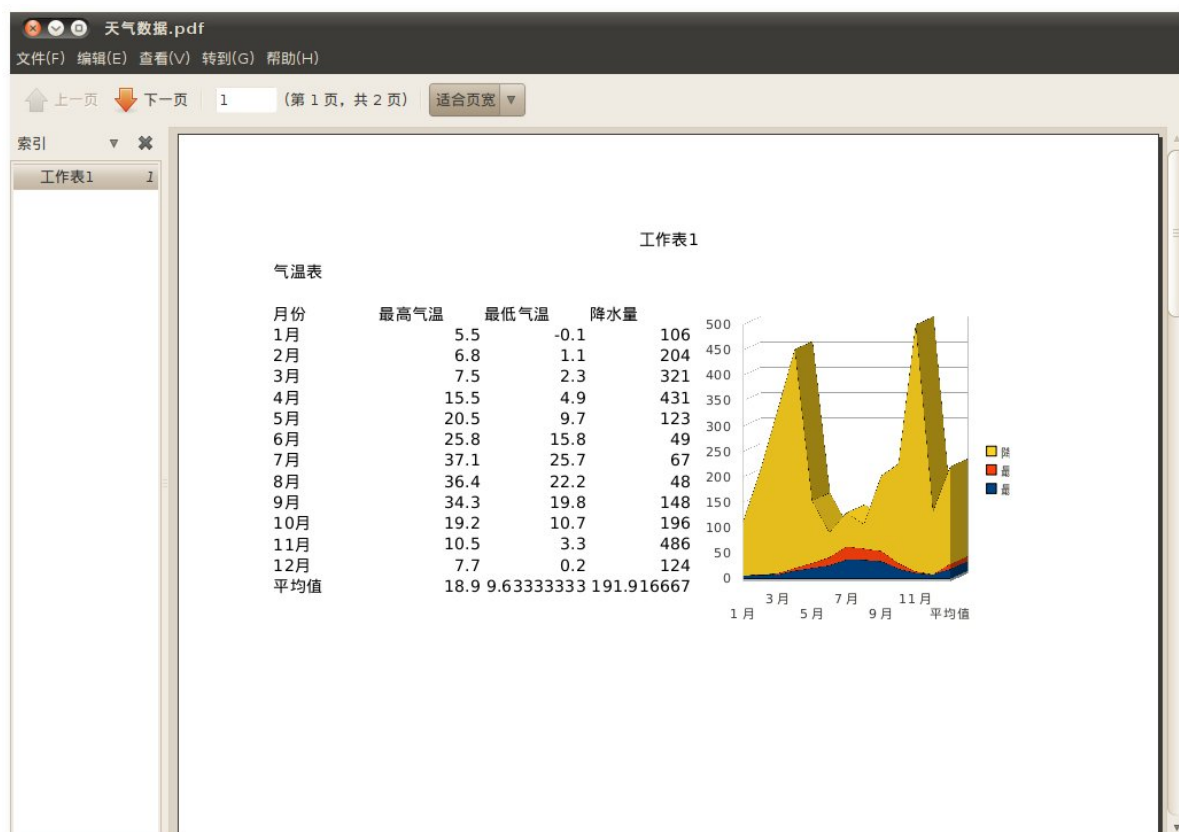 天气数据.pdf
文件(F) 编辑(E) 查看(V) 转到(G) 帮助(H)
上一页 下一页 1 (第 1 页，共 2 页) 适合页宽
索引
工作表1 1
工作表1
气温表
月份 最高气温 最低气温 降水量
1月 5.5 -0.1 106
2月 6.8 1.1 204
3月 7.5 2.3 321
4月 15.5 4.9 431
5月 20.5 9.7 123
6月 25.8 15.8 49
7月 37.1 25.7 67
8月 36.4 22.2 48
9月 34.3 19.8 148
10月 19.2 10.7 196
11月 10.5 3.3 486
12月 7.7 0.2 124
平均值 18.9 9.63333333 191.916667
500
450
400
350
300
250
200
150
100
50
0
3月 7月 11月
1月 5月 9月 平均值